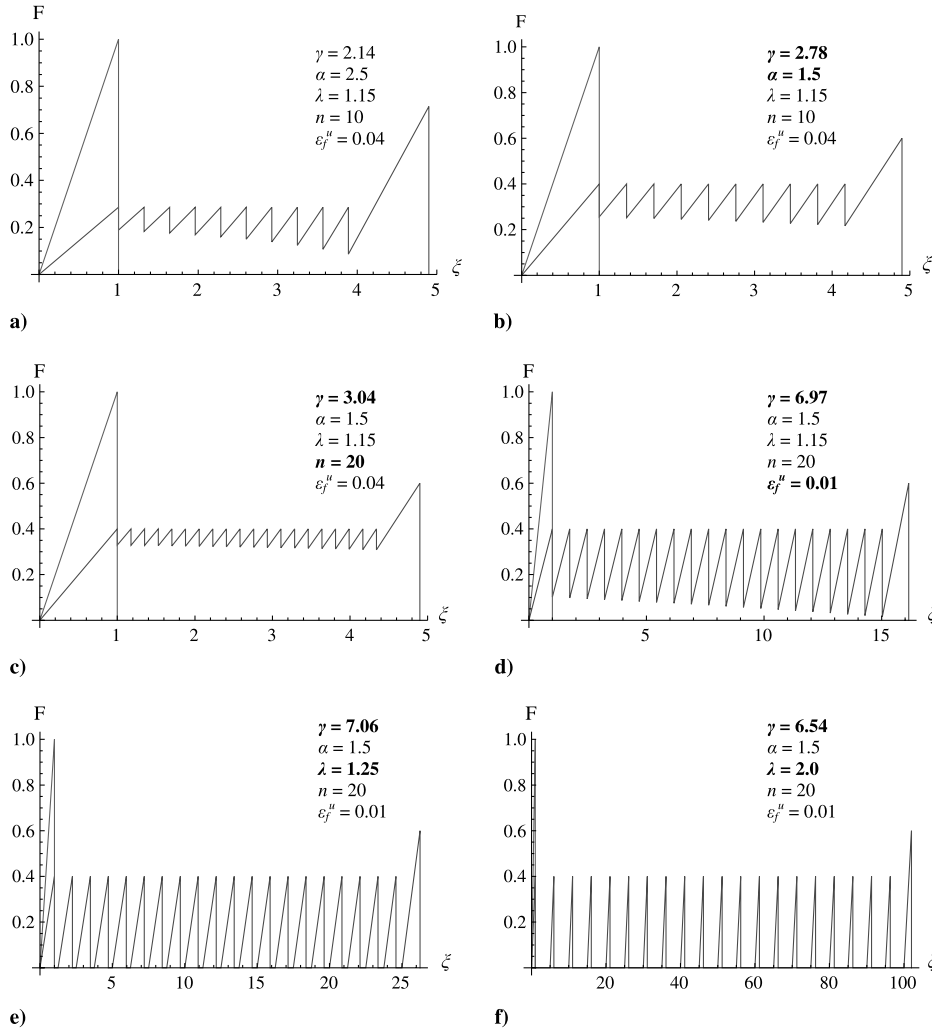 F
1.0
0.8
0.6
0.4
0.2
1
2
3
4
5
ξ
γ = 2.14
α = 2.5
λ = 1.15
n = 10
ε_f^u = 0.04
a)
F
1.0
0.8
0.6
0.4
0.2
1
2
3
4
5
ξ
γ = 2.78
α = 1.5
λ = 1.15
n = 10
ε_f^u = 0.04
b)
F
1.0
0.8
0.6
0.4
0.2
1
2
3
4
5
ξ
γ = 3.04
α = 1.5
λ = 1.15
n = 20
ε_f^u = 0.04
c)
F
1.0
0.8
0.6
0.4
0.2
5
10
15
ξ
γ = 6.97
α = 1.5
λ = 1.15
n = 20
ε_f^u = 0.01
d)
F
1.0
0.8
0.6
0.4
0.2
5
10
15
20
25
ξ
γ = 7.06
α = 1.5
λ = 1.25
n = 20
ε_f^u = 0.01
e)
F
1.0
0.8
0.6
0.4
0.2
20
40
60
80
100
ξ
γ = 6.54
α = 1.5
λ = 2.0
n = 20
ε_f^u = 0.01
f)